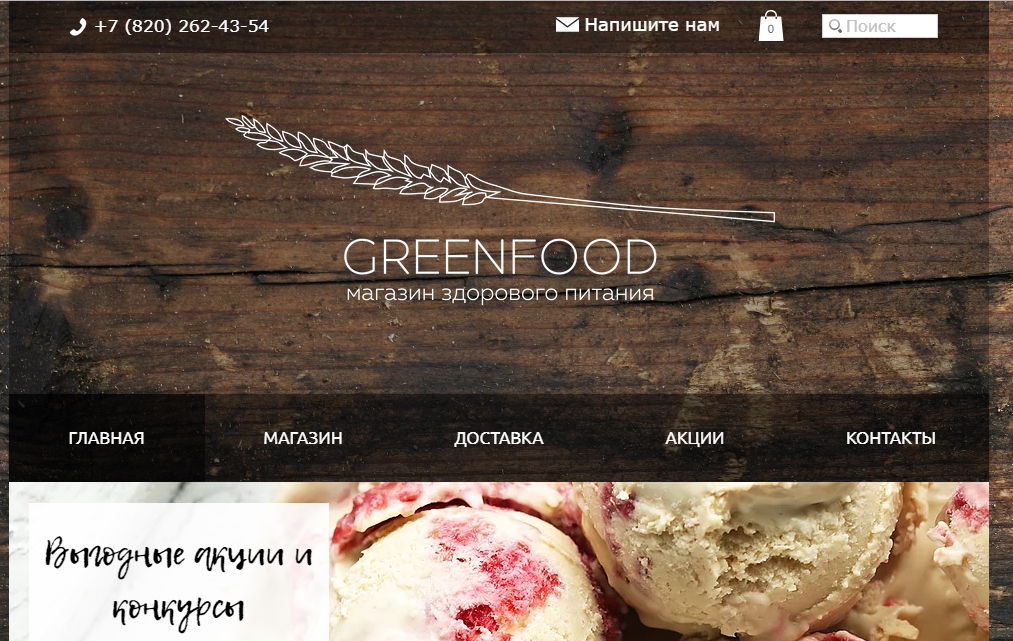 +7 (820) 262-43-54
Напишите нам
0
Поиск
GREENFOOD
магазин здорового питания
ГЛАВНАЯ
МАГАЗИН
ДОСТАВКА
АКЦИИ
КОНТАКТЫ
Выгодные акции и
конкурсы